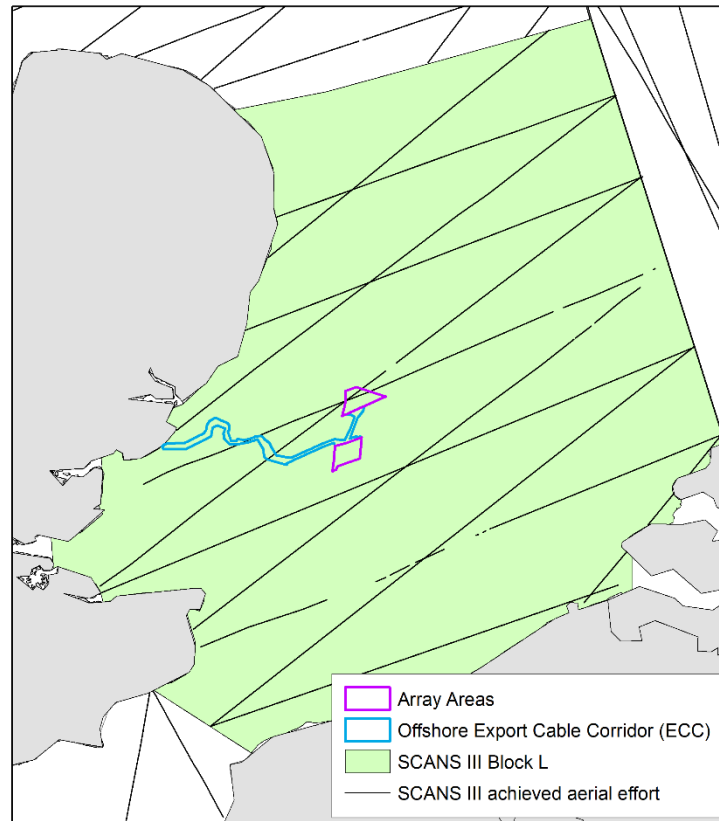 Array Areas
Offshore Export Cable Corridor (ECC)
SCANS III Block L
SCANS III achieved aerial effort